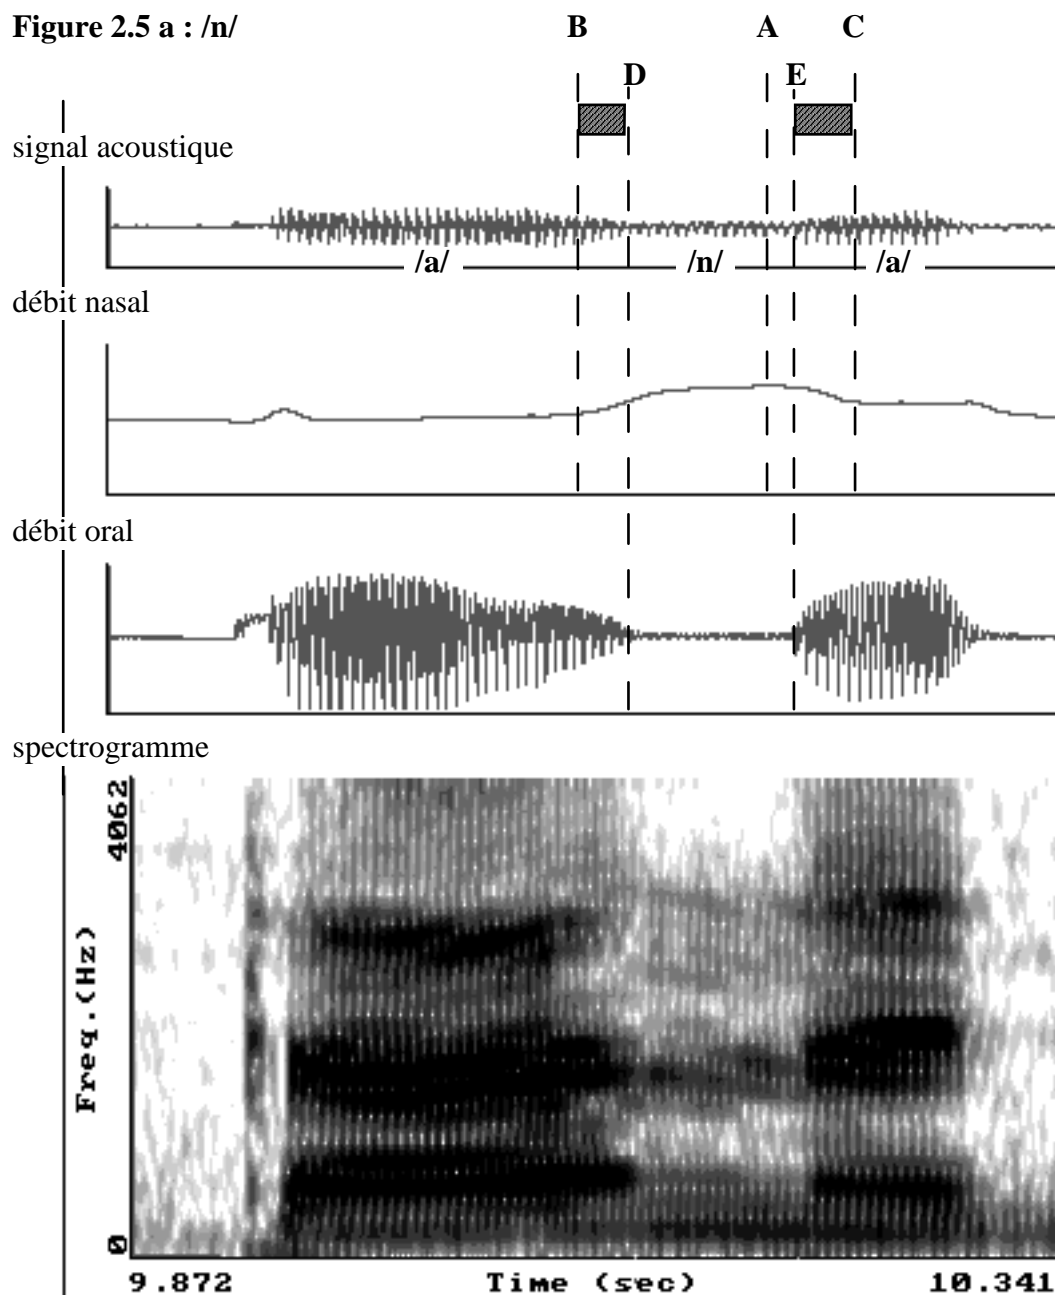 Figure 2.5 a : /n/
B A C
D E
signal acoustique
/a/ /n/ /a/
débit nasal
débit oral
spectrogramme
4062
Freq.(Hz)
0
9.872 Time (sec) 10.341